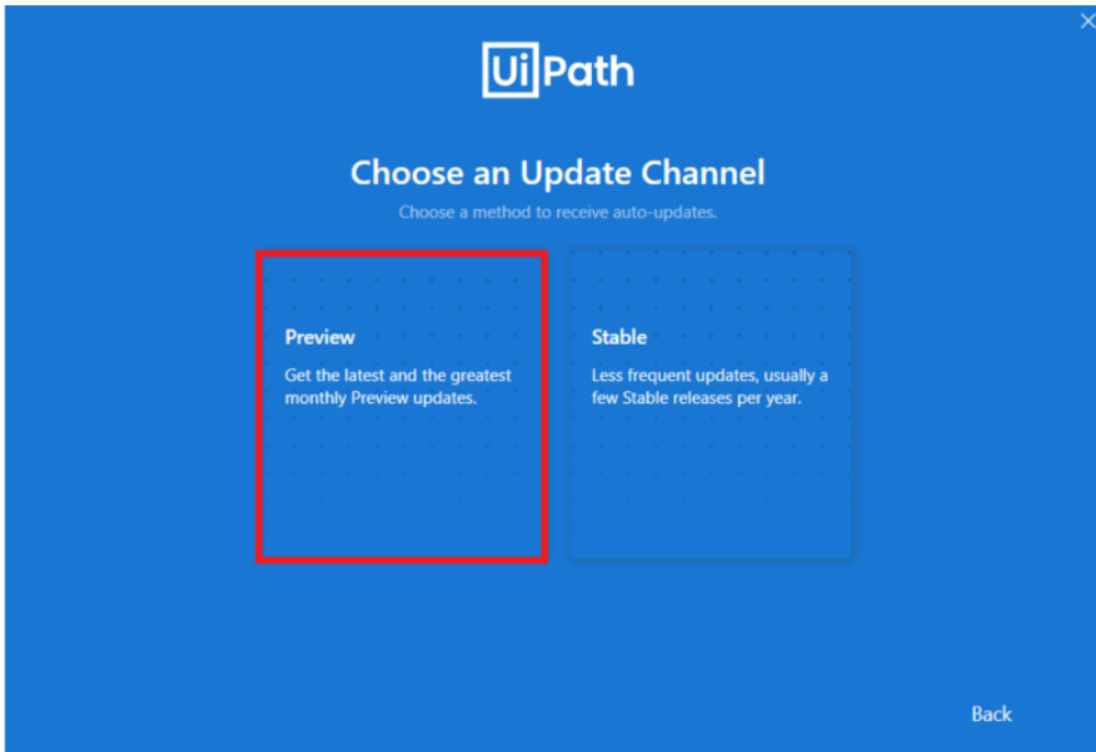 UiPath
Choose an Update Channel
Choose a method to receive auto-updates.
Preview
Get the latest and the greatest
monthly Preview updates.
Stable
Less frequent updates, usually a
few Stable releases per year.
Back